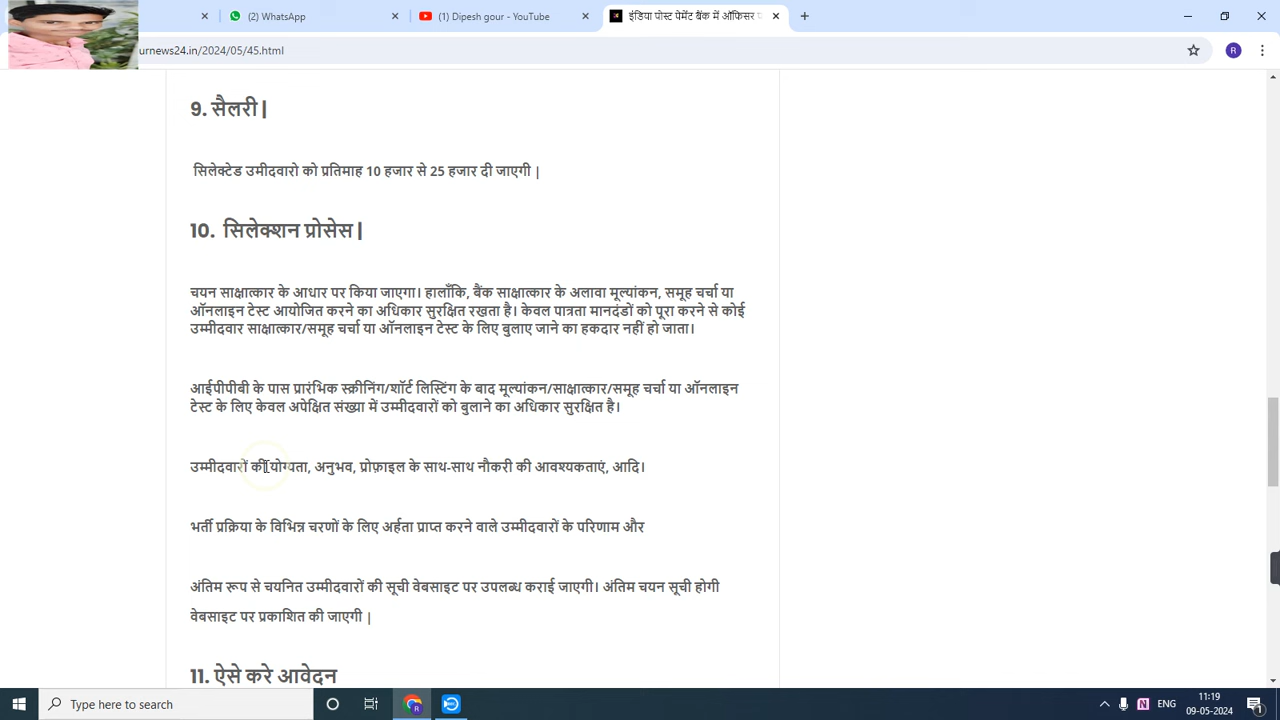 (2) WhatsApp
(1) Dipesh gour - YouTube
इंडिया पोस्ट पेमेंट बैंक में ऑफिसर
urnews24.in/2024/05/45.html
R
9. सैलरी |
सिलेक्टेड उमीदवारो को प्रतिमाह 10 हजार से 25 हजार दी जाएगी |
10. सिलेक्शन प्रोसेस |
चयन साक्षात्कार के आधार पर किया जाएगा। हालाँकि, बैंक साक्षात्कार के अलावा मूल्यांकन, समूह चर्चा या
ऑनलाइन टेस्ट आयोजित करने का अधिकार सुरक्षित रखता है। केवल पात्रता मानदंडों को पूरा करने से कोई
उम्मीदवार साक्षात्कार/समूह चर्चा या ऑनलाइन टेस्ट के लिए बुलाए जाने का हकदार नहीं हो जाता।
आईपीपीबी के पास प्रारंभिक स्क्रीनिंग/शॉर्ट लिस्टिंग के बाद मूल्यांकन/साक्षात्कार/समूह चर्चा या ऑनलाइन
टेस्ट के लिए केवल अपेक्षित संख्या में उम्मीदवारों को बुलाने का अधिकार सुरक्षित है।
उम्मीदवारों की योग्यता, अनुभव, प्रोफ़ाइल के साथ-साथ नौकरी की आवश्यकताएं, आदि।
भर्ती प्रक्रिया के विभिन्न चरणों के लिए अर्हता प्राप्त करने वाले उम्मीदवारों के परिणाम और
अंतिम रूप से चयनित उम्मीदवारों की सूची वेबसाइट पर उपलब्ध कराई जाएगी। अंतिम चयन सूची होगी
वेबसाइट पर प्रकाशित की जाएगी |
11. ऐसे करे आवेदन
Type here to search
R
N
ENG
11:19
09-05-2024
1